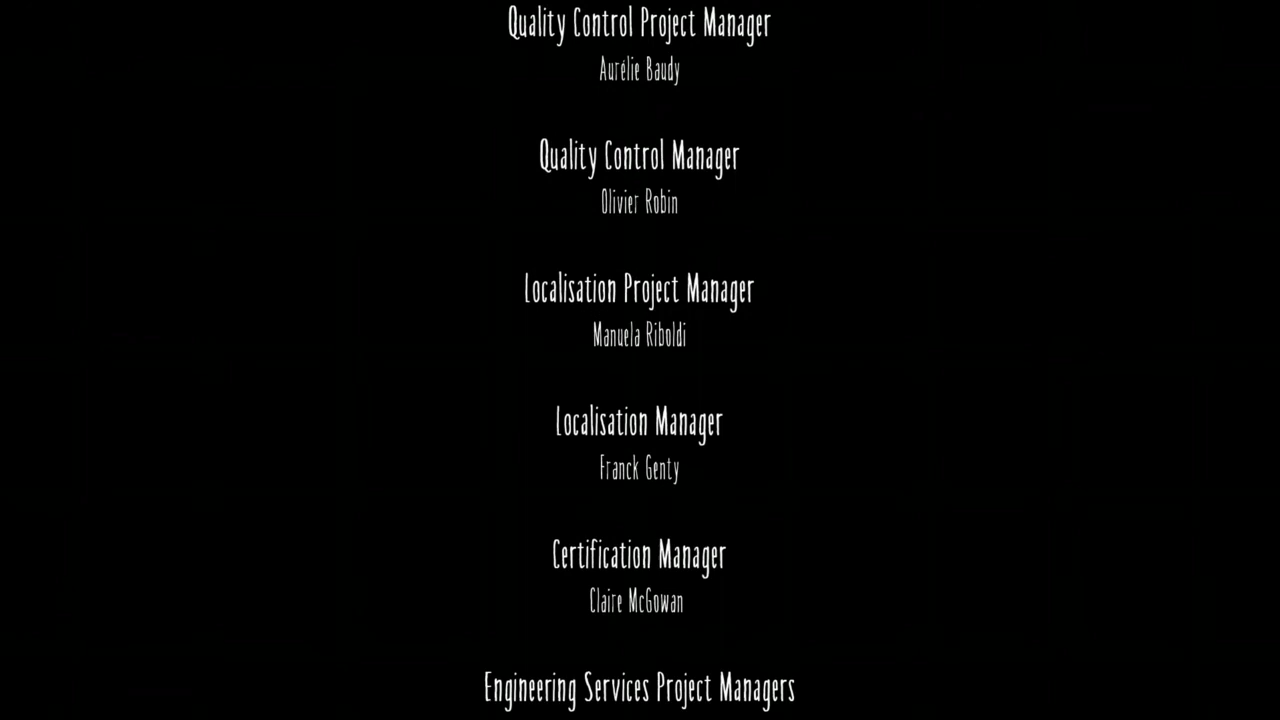 Quality Control Project Manager
Aurélie Baudy
Quality Control Manager
Olivier Robin
Localisation Project Manager
Manuela Riboldi
Localisation Manager
Franck Genty
Certification Manager
Claire McGowan
Engineering Services Project Managers